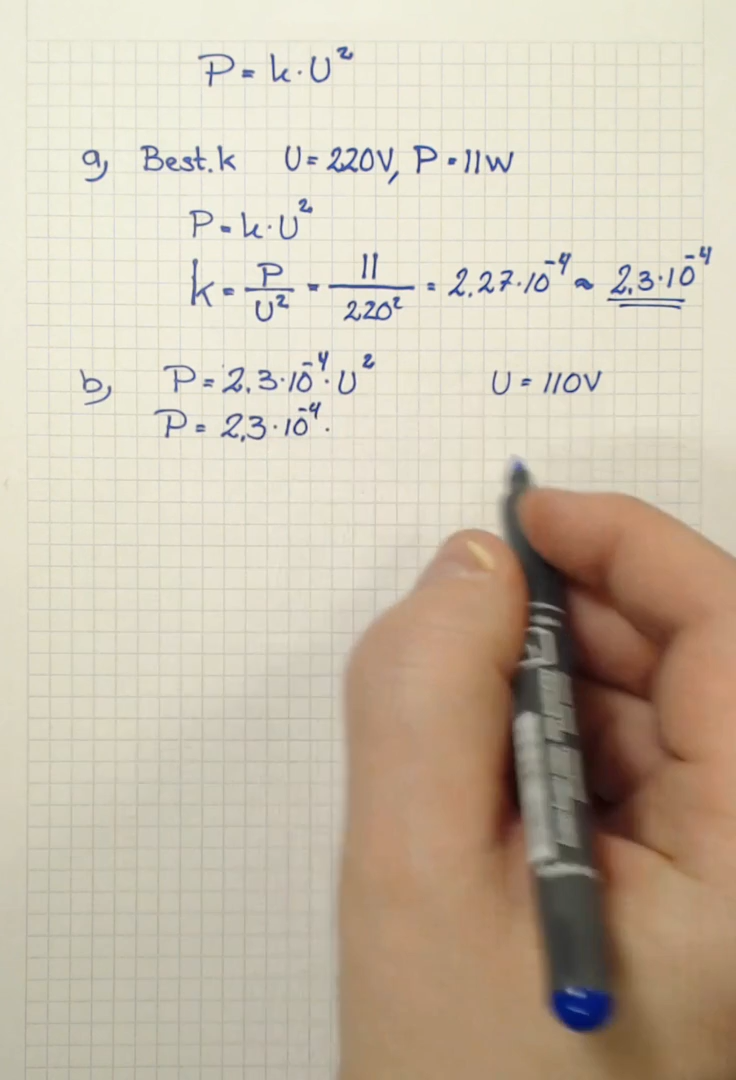 P = k · U²
a, Best. k U = 220V, P = 11W
P = k · U²
k = P/U² = 11/220² = 2,27 · 10⁻⁴ ≈ 2,3 · 10⁻⁴
b, P = 2,3 · 10⁻⁴ · U² U = 110V
P = 2,3 · 10⁻⁴ ·